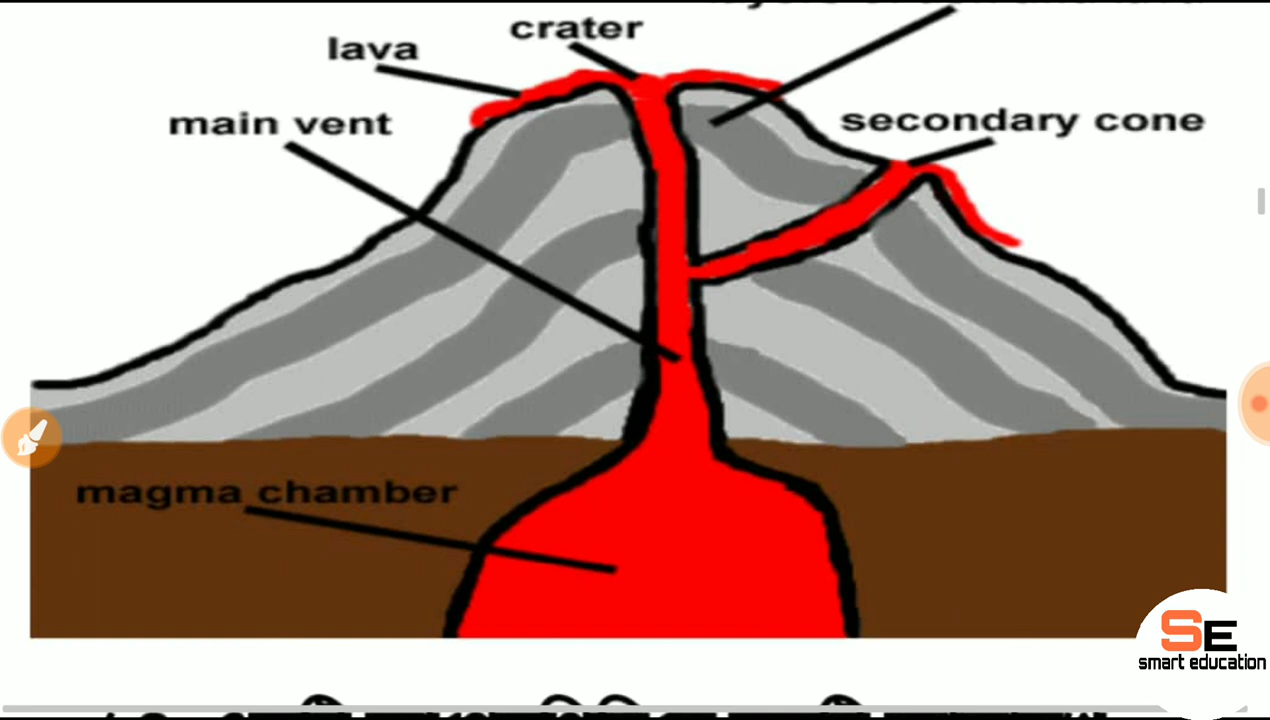 crater
lava
main vent
secondary cone
magma chamber
SE
smart education